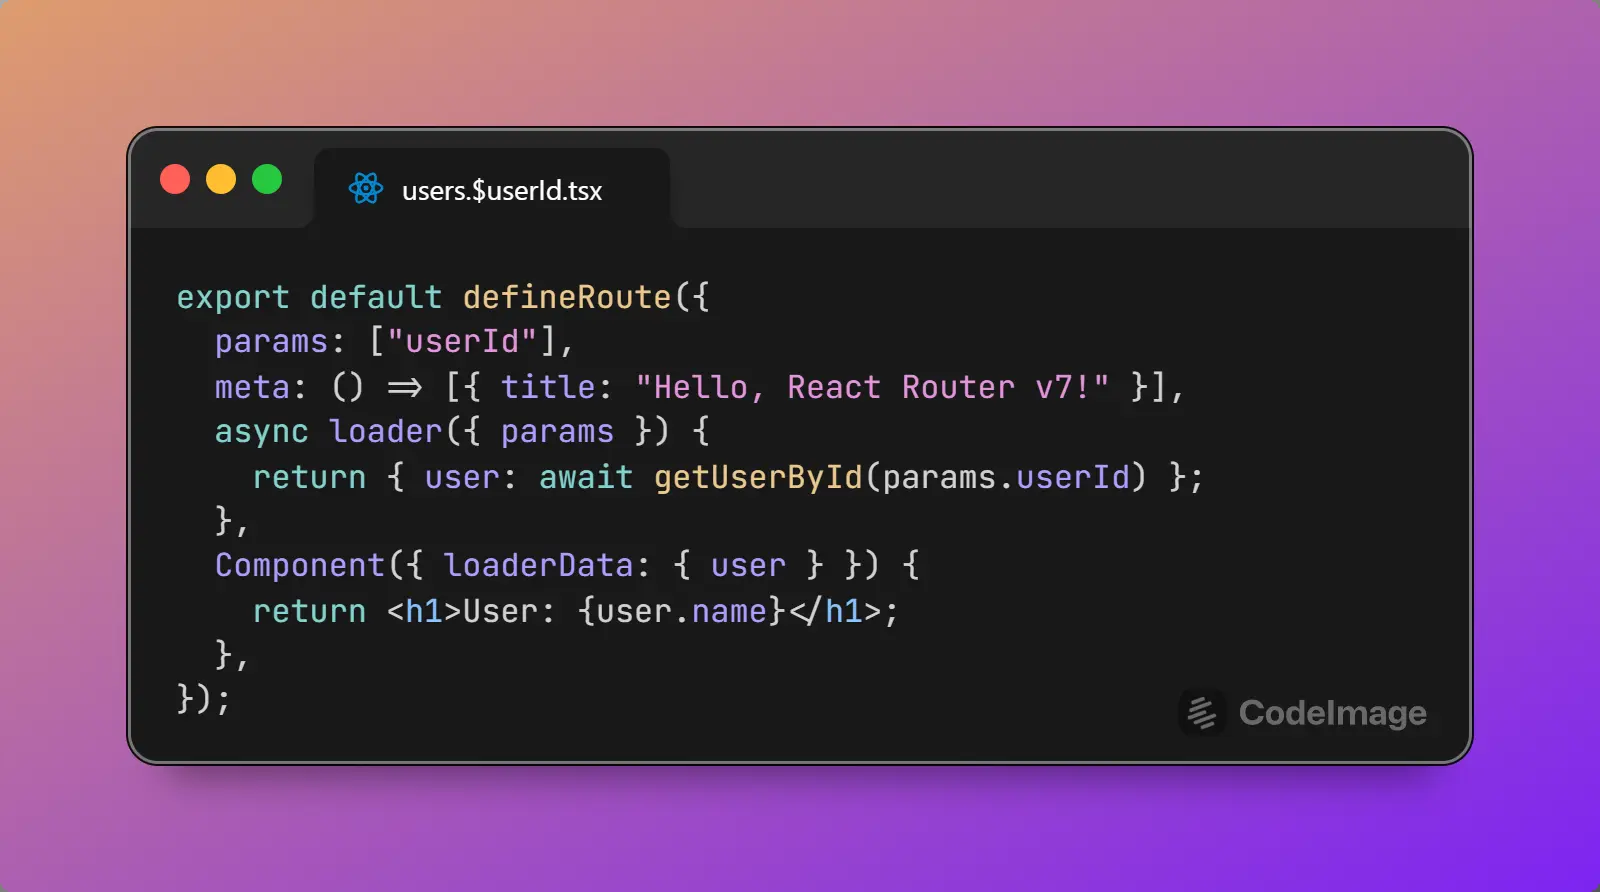 users.$userId.tsx
export default defineRoute({
  params: ["userId"],
  meta: () => [{ title: "Hello, React Router v7!" }],
  async loader({ params }) {
    return { user: await getUserById(params.userId) };
  },
  Component({ loaderData: { user } }) {
    return <h1>User: {user.name}</h1>;
  },
});
CodeImage